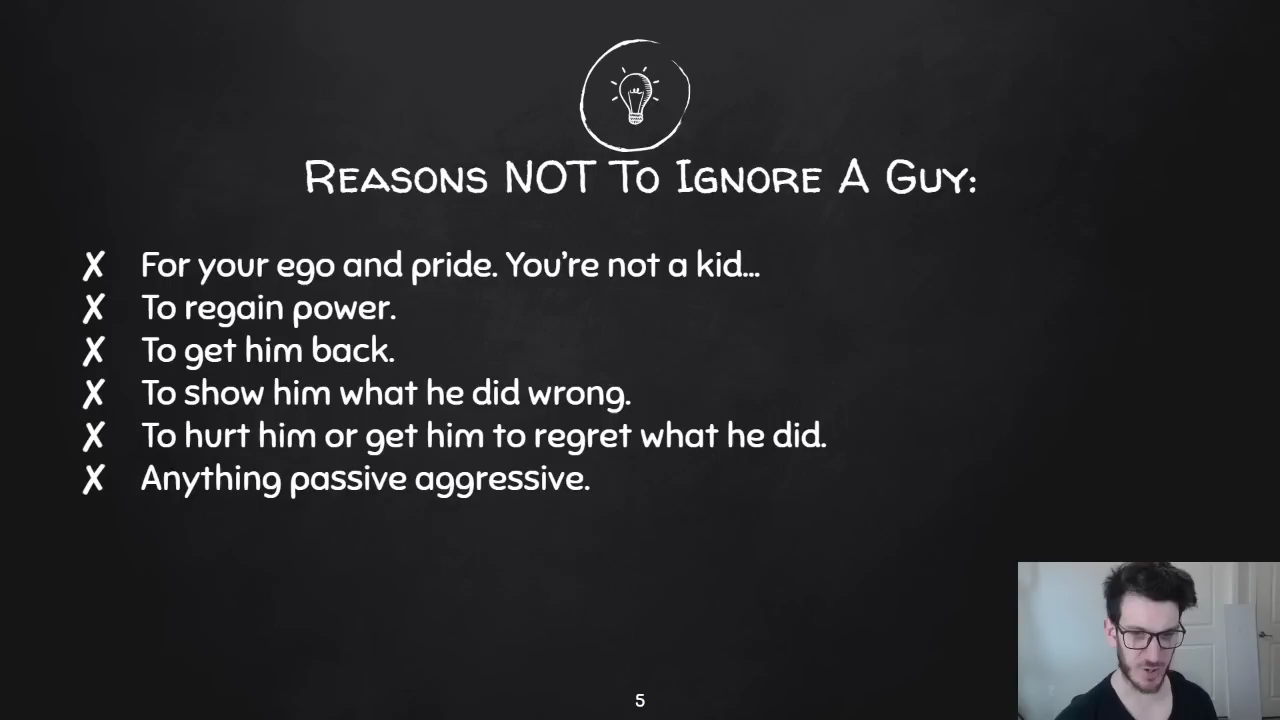 Reasons NOT To Ignore A Guy:
✗ For your ego and pride. You’re not a kid...
✗ To regain power.
✗ To get him back.
✗ To show him what he did wrong.
✗ To hurt him or get him to regret what he did.
✗ Anything passive aggressive.
5